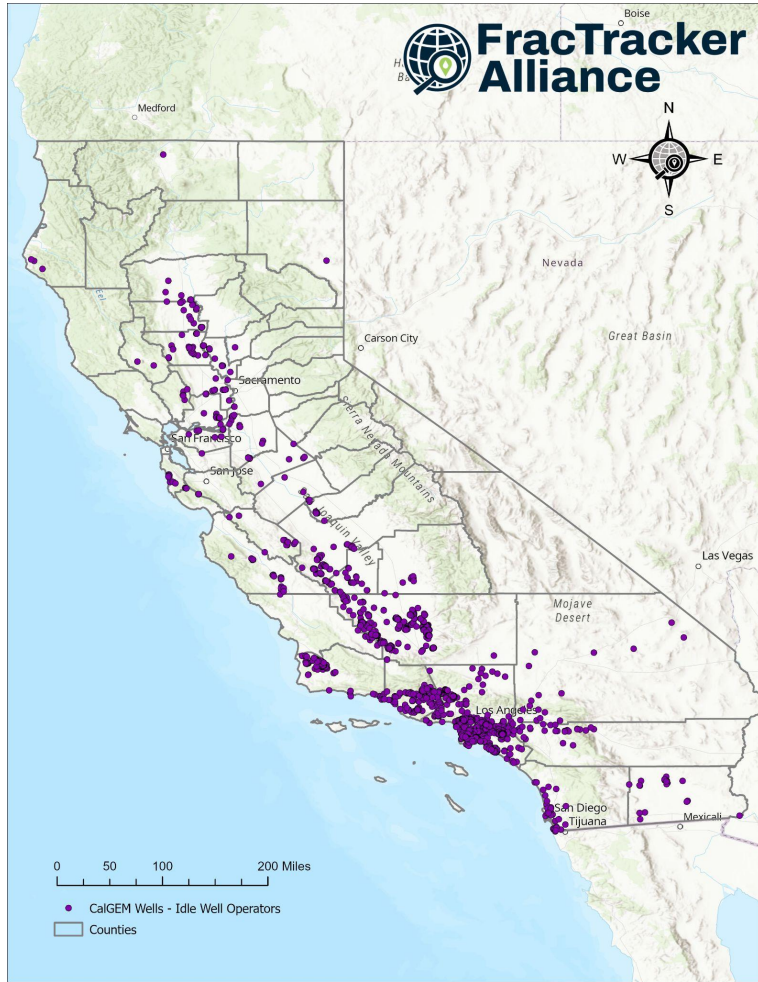 Boise
FracTracker
Alliance
Medford
N
W
E
S
Nevada
Eel
Great Basin
Carson City
Sacramento
Sierra Nevada Mountains
San Francisco
San Jose
Joaquin Valley
Las Vegas
Mojave
Desert
Los Angeles
San Diego
Tijuana
Mexicali
0
50
100
200 Miles
CalGEM Wells - Idle Well Operators
Counties